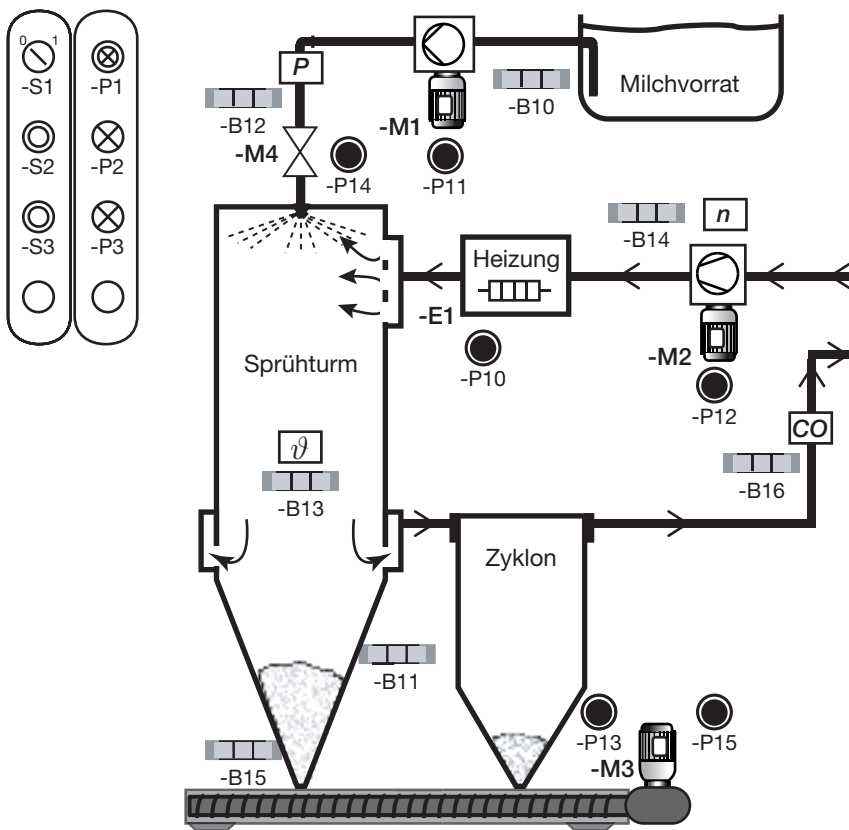 0 1
-S1
-P1
-S2
-P2
-S3
-P3
P
-B12
-M4
-P14
-M1
-P11
-B10
Milchvorrat
-B14
n
Heizung
-E1
-P10
-M2
-P12
Sprühturm
ϑ
-B13
CO
-B16
Zyklon
-B11
-B15
-P13
-P15
-M3